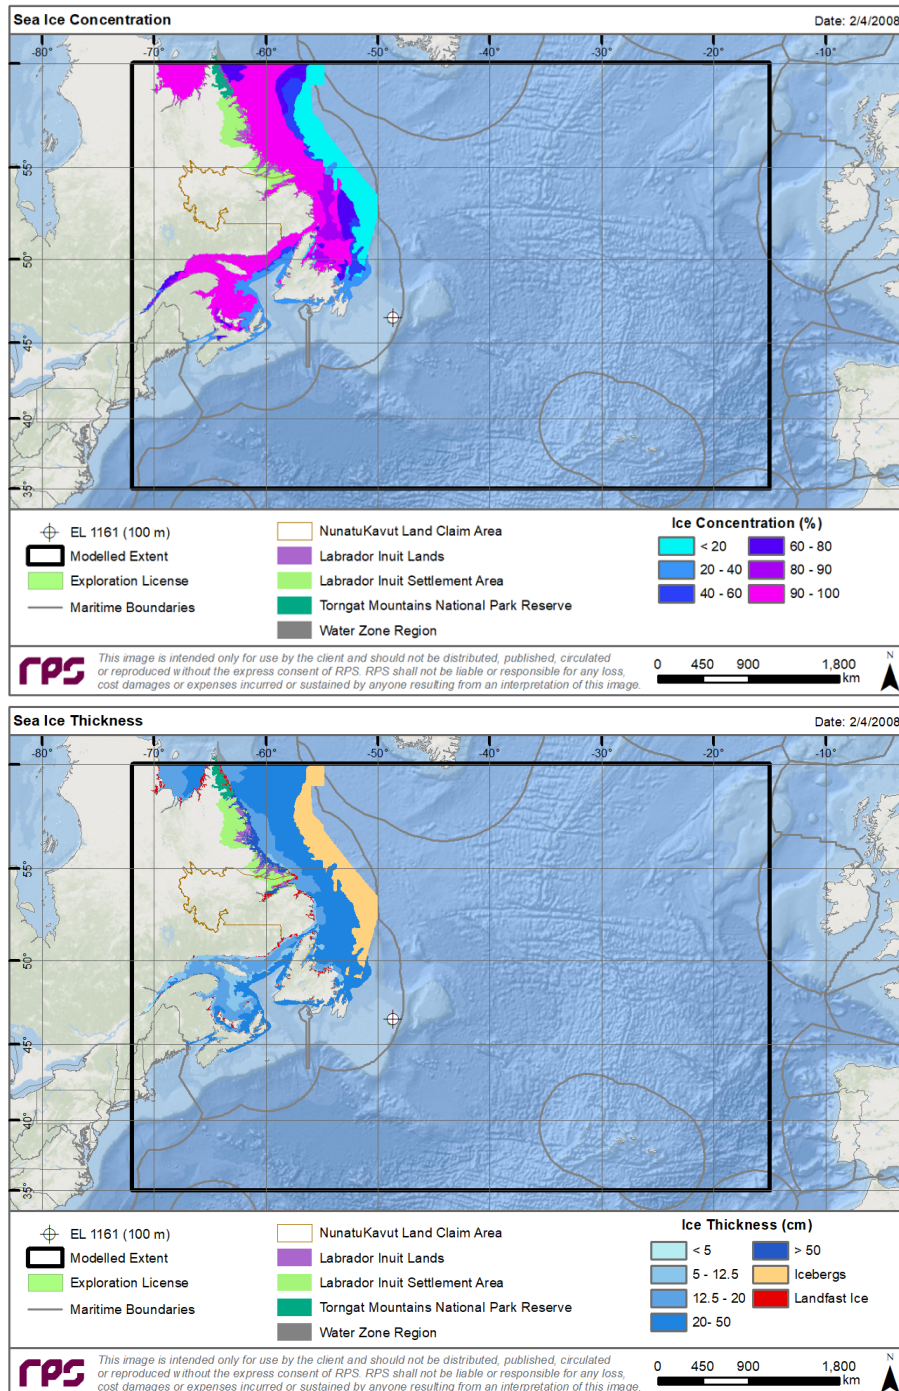 Sea Ice Concentration
Date: 2/4/2008
-80° -70° -60° -50° -40° -30° -20° -10°
55°
50°
45°
40°
35°
EL 1161 (100 m)
Modelled Extent
Exploration License
Maritime Boundaries
NunatuKavut Land Claim Area
Labrador Inuit Lands
Labrador Inuit Settlement Area
Torngat Mountains National Park Reserve
Water Zone Region
Ice Concentration (%)
< 20
20 - 40
40 - 60
60 - 80
80 - 90
90 - 100
rps
This image is intended only for use by the client and should not be distributed, published, circulated
or reproduced without the express consent of RPS. RPS shall not be liable or responsible for any loss,
cost damages or expenses incurred or sustained by anyone resulting from an interpretation of this image.
0 450 900 1,800
km
N
Sea Ice Thickness
Date: 2/4/2008
-80° -70° -60° -50° -40° -30° -20° -10°
55°
50°
45°
40°
35°
EL 1161 (100 m)
Modelled Extent
Exploration License
Maritime Boundaries
NunatuKavut Land Claim Area
Labrador Inuit Lands
Labrador Inuit Settlement Area
Torngat Mountains National Park Reserve
Water Zone Region
Ice Thickness (cm)
< 5
5 - 12.5
12.5 - 20
20- 50
> 50
Icebergs
Landfast Ice
rps
This image is intended only for use by the client and should not be distributed, published, circulated
or reproduced without the express consent of RPS. RPS shall not be liable or responsible for any loss,
cost damages or expenses incurred or sustained by anyone resulting from an interpretation of this image.
0 450 900 1,800
km
N